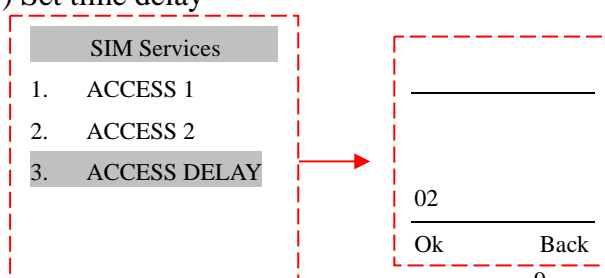 ) Set time delay
SIM Services
1. ACCESS 1
2. ACCESS 2
3. ACCESS DELAY
02
Ok Back